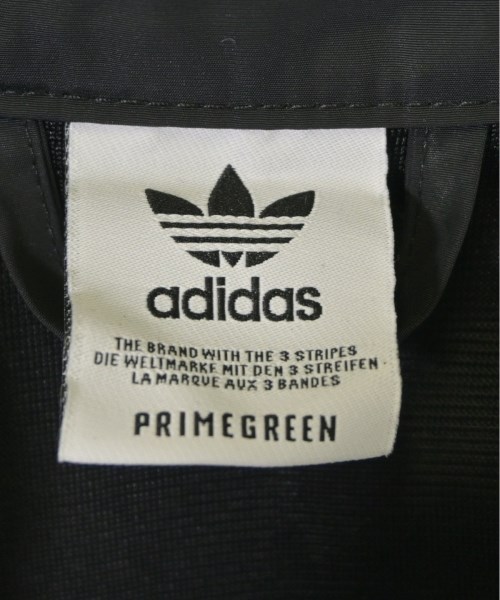 adidas
THE BRAND WITH THE 3 STRIPES
DIE WELTMARKE MIT DEN 3 STREIFEN
LA MARQUE AUX 3 BANDES
PRIMEGREEN